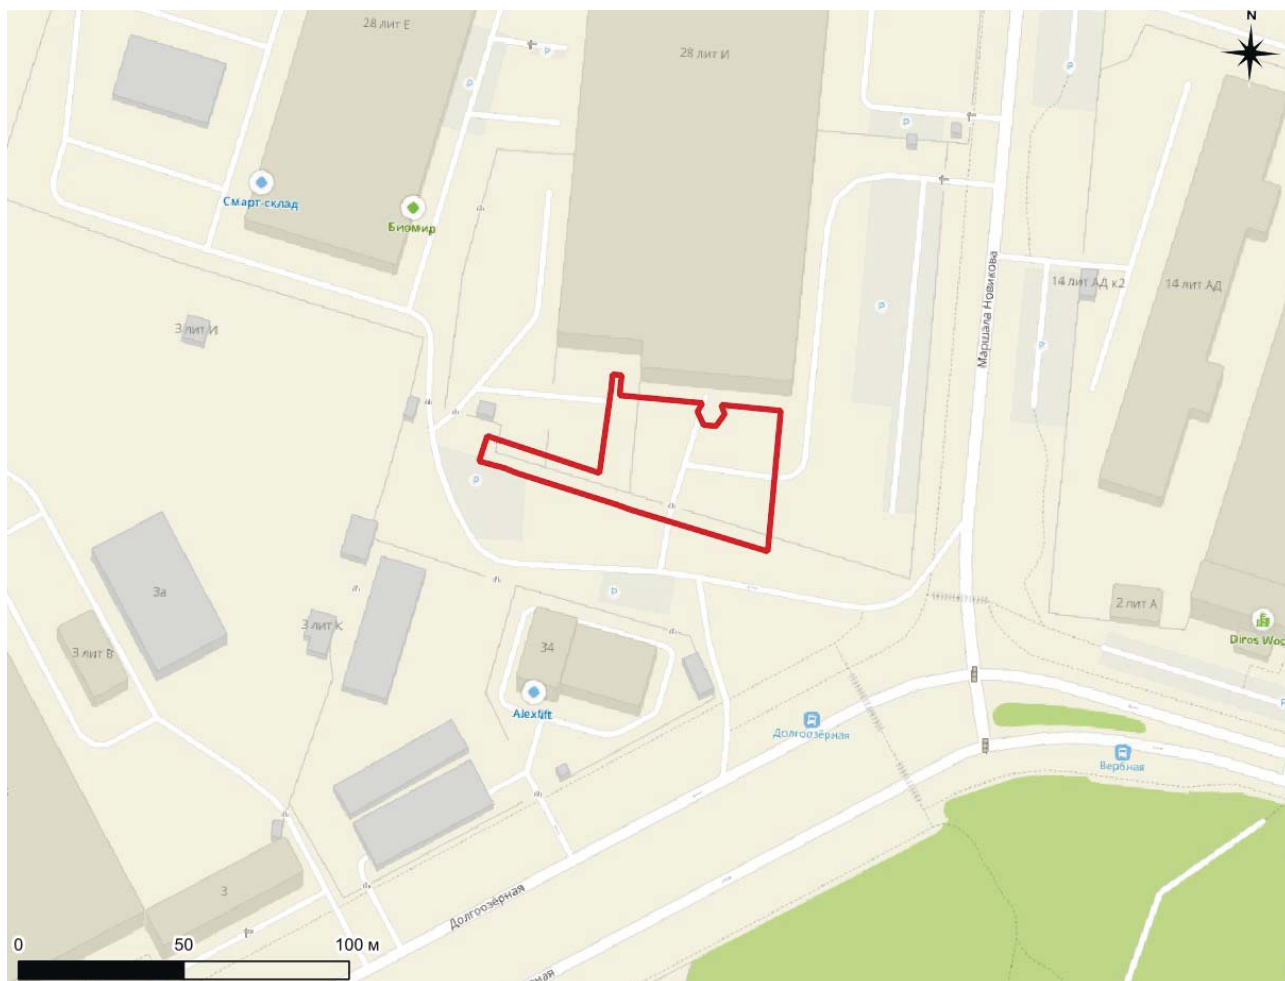 28 лит Е
28 лит И
N
P
P
P
P
Смарт-склад
Биомир
Маршала Новикова
14 лит АД к2
14 лит АД
P
3 лит И
P
P
P
3а
2 лит А
3 лит К
Diros Woo
3 лит В
34
Alexlift
Долгоозёрная
P
Вербная
3
Долгоозёрная
0 50 100 м